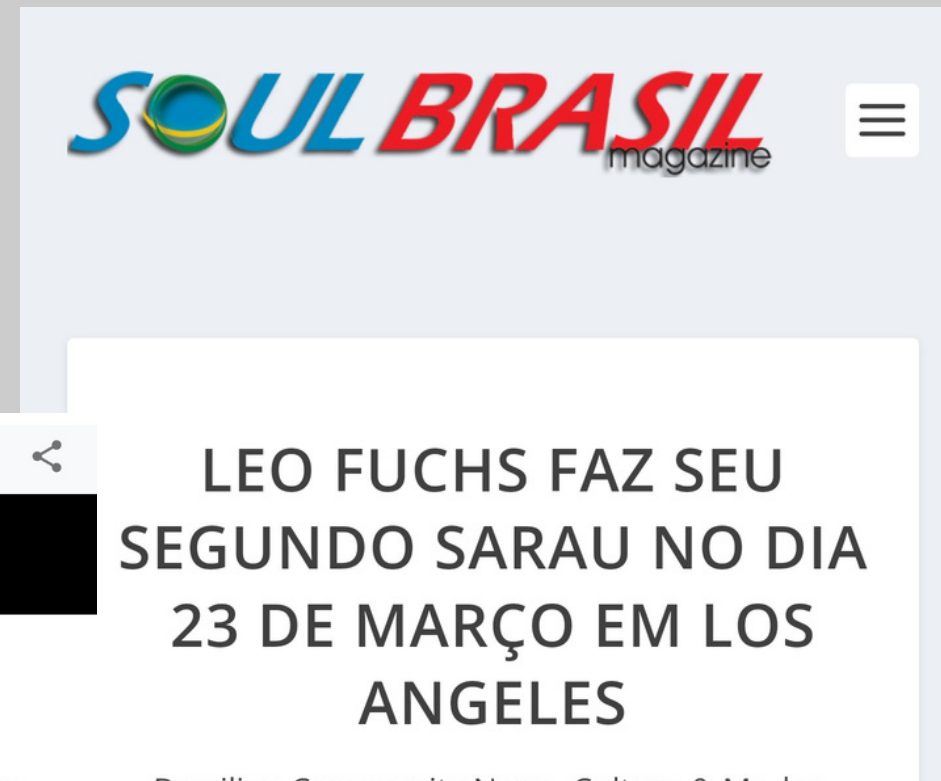 SOUL BRASIL
magazine
LEO FUCHS FAZ SEU
SEGUNDO SARAU NO DIA
23 DE MARÇO EM LOS
ANGELES